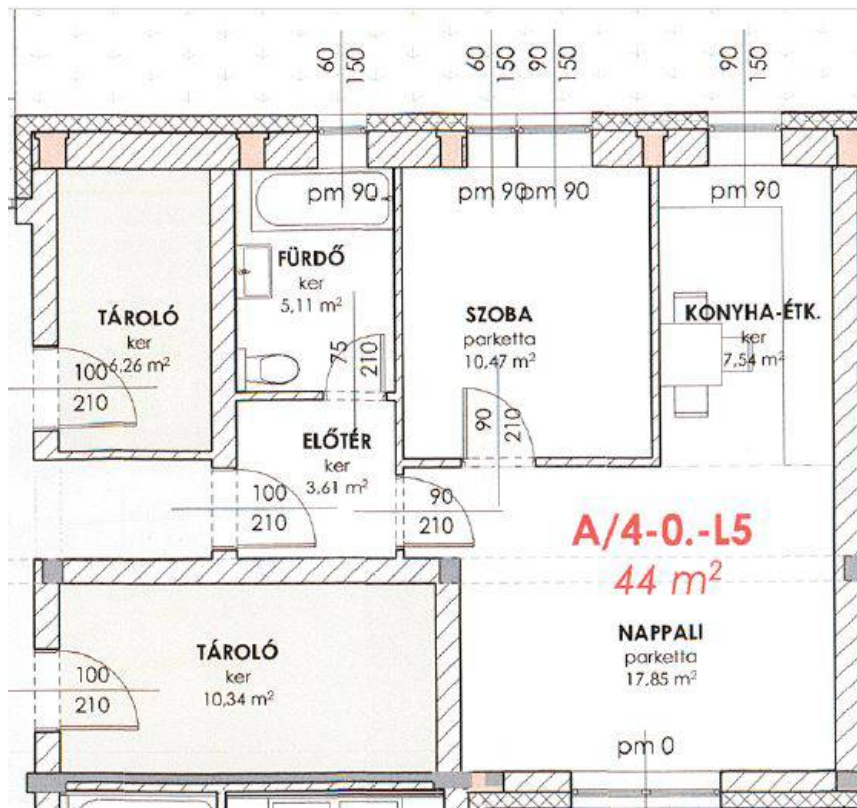 60
150
60
150
90
150
90
150
pm 90
pm 90
pm 90
pm 90
FÜRDŐ
ker
5,11 m²
TÁROLÓ
ker
6.26 m²
SZOBA
parketta
10,47 m²
KONYHA-ÉTK.
ker
7,54 m²
75
210
100
210
90
210
ELŐTÉR
ker
3,61 m²
100
210
90
210
A/4-0.-L5
44 m²
NAPPALI
parketta
17,85 m²
TÁROLÓ
ker
10,34 m²
100
210
pm 0